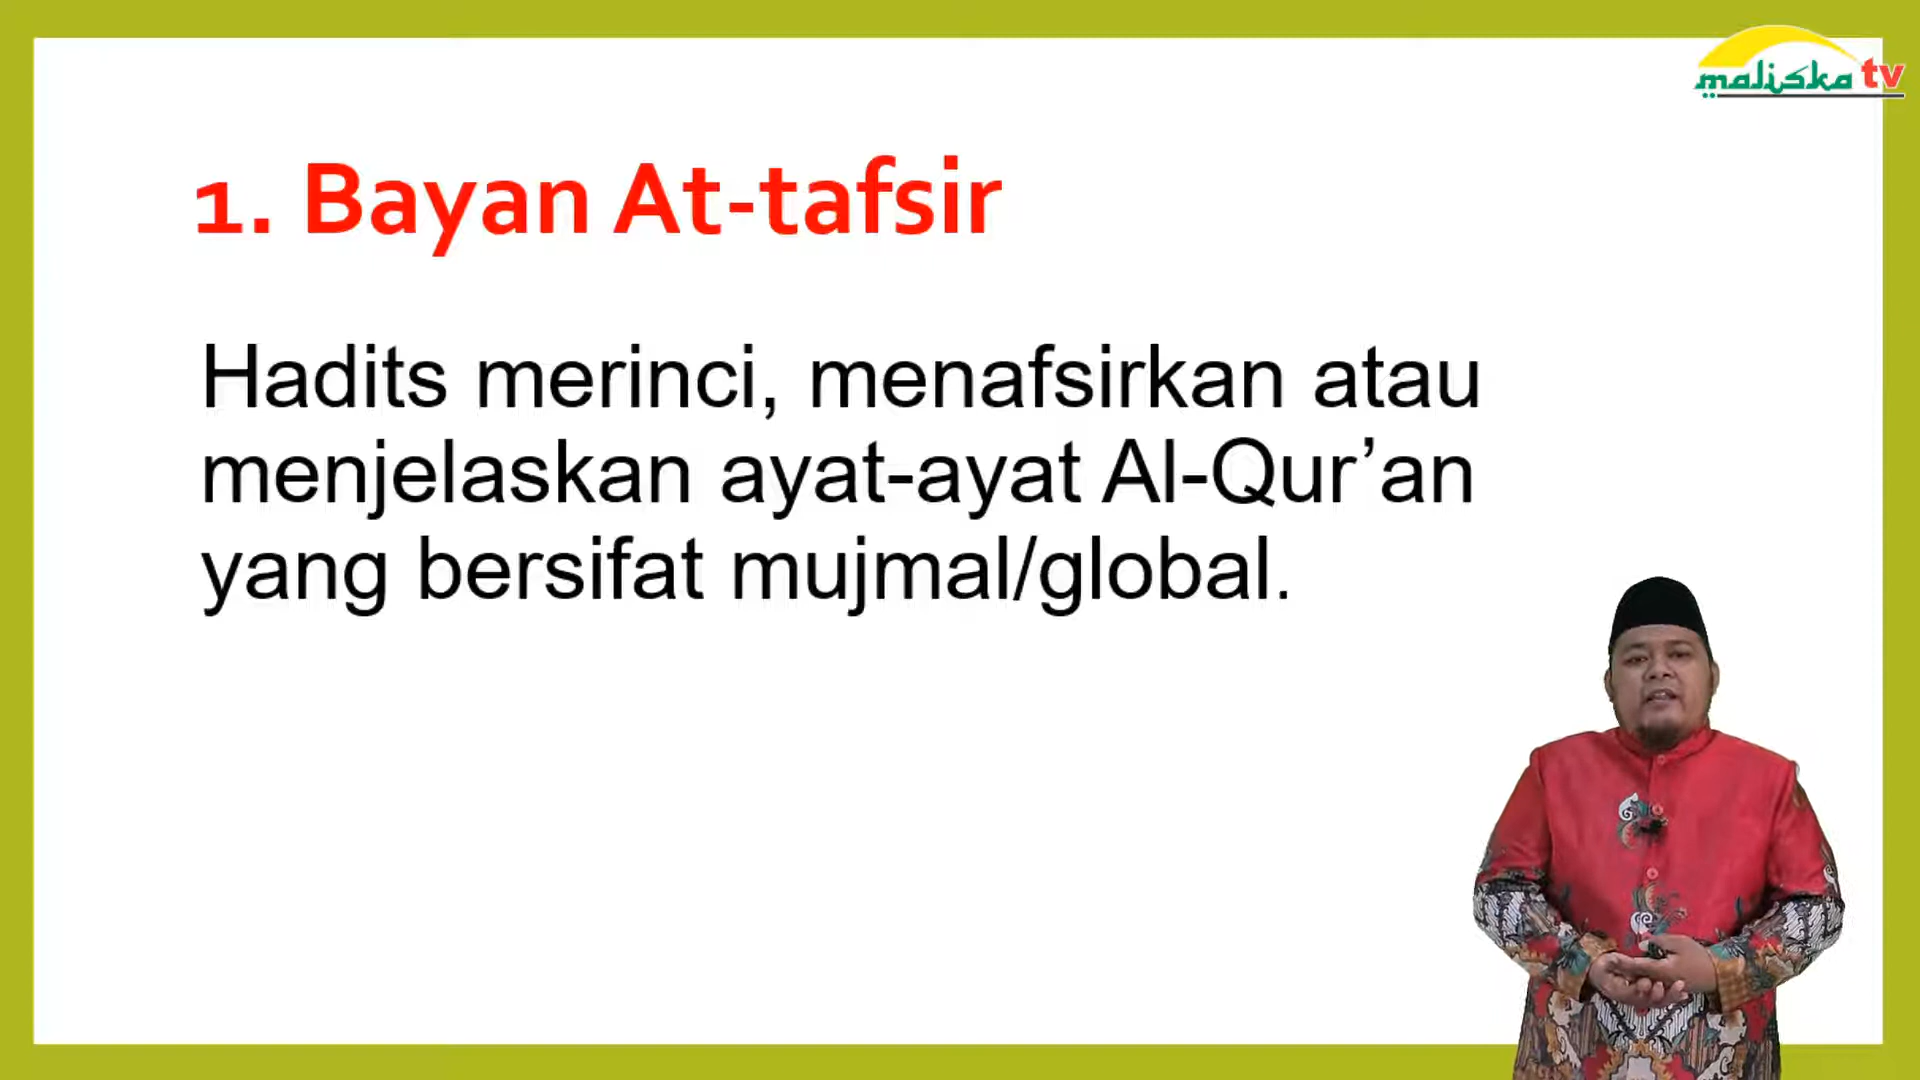 maliska tv
1. Bayan At-tafsir
Hadits merinci, menafsirkan atau
menjelaskan ayat-ayat Al-Qur’an
yang bersifat mujmal/global.